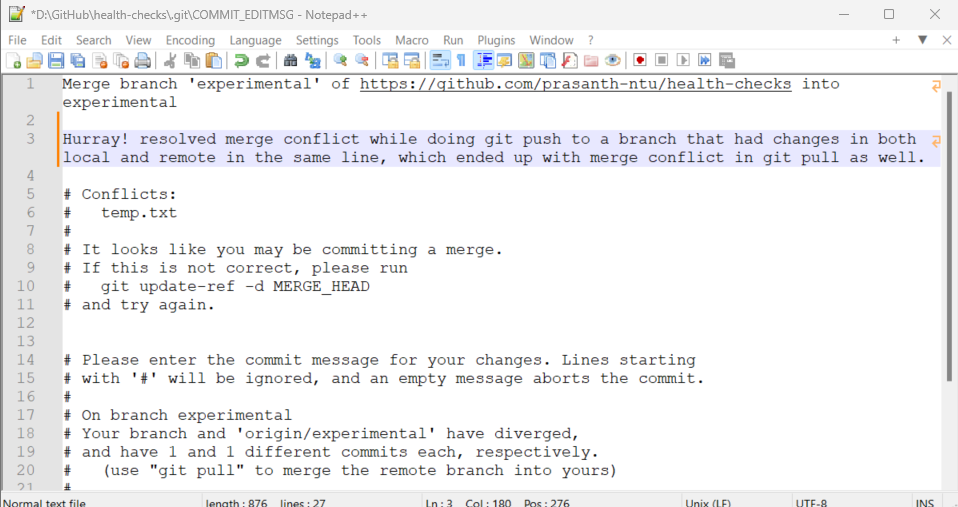 *D:\GitHub\health-checks\.git\COMMIT_EDITMSG - Notepad++
File Edit Search View Encoding Language Settings Tools Macro Run Plugins Window ?
1 Merge branch 'experimental' of https://github.com/prasanth-ntu/health-checks into
experimental
2
3 Hurray! resolved merge conflict while doing git push to a branch that had changes in both
local and remote in the same line, which ended up with merge conflict in git pull as well.
4
5 # Conflicts:
6 #   temp.txt
7 #
8 # It looks like you may be committing a merge.
9 # If this is not correct, please run
10 #   git update-ref -d MERGE_HEAD
11 # and try again.
12
13
14 # Please enter the commit message for your changes. Lines starting
15 # with '#' will be ignored, and an empty message aborts the commit.
16 #
17 # On branch experimental
18 # Your branch and 'origin/experimental' have diverged,
19 # and have 1 and 1 different commits each, respectively.
20 #   (use "git pull" to merge the remote branch into yours)
21 #
Normal text file length : 876 lines : 27 Ln : 3 Col : 180 Pos : 276 Unix (LF) UTF-8 INS